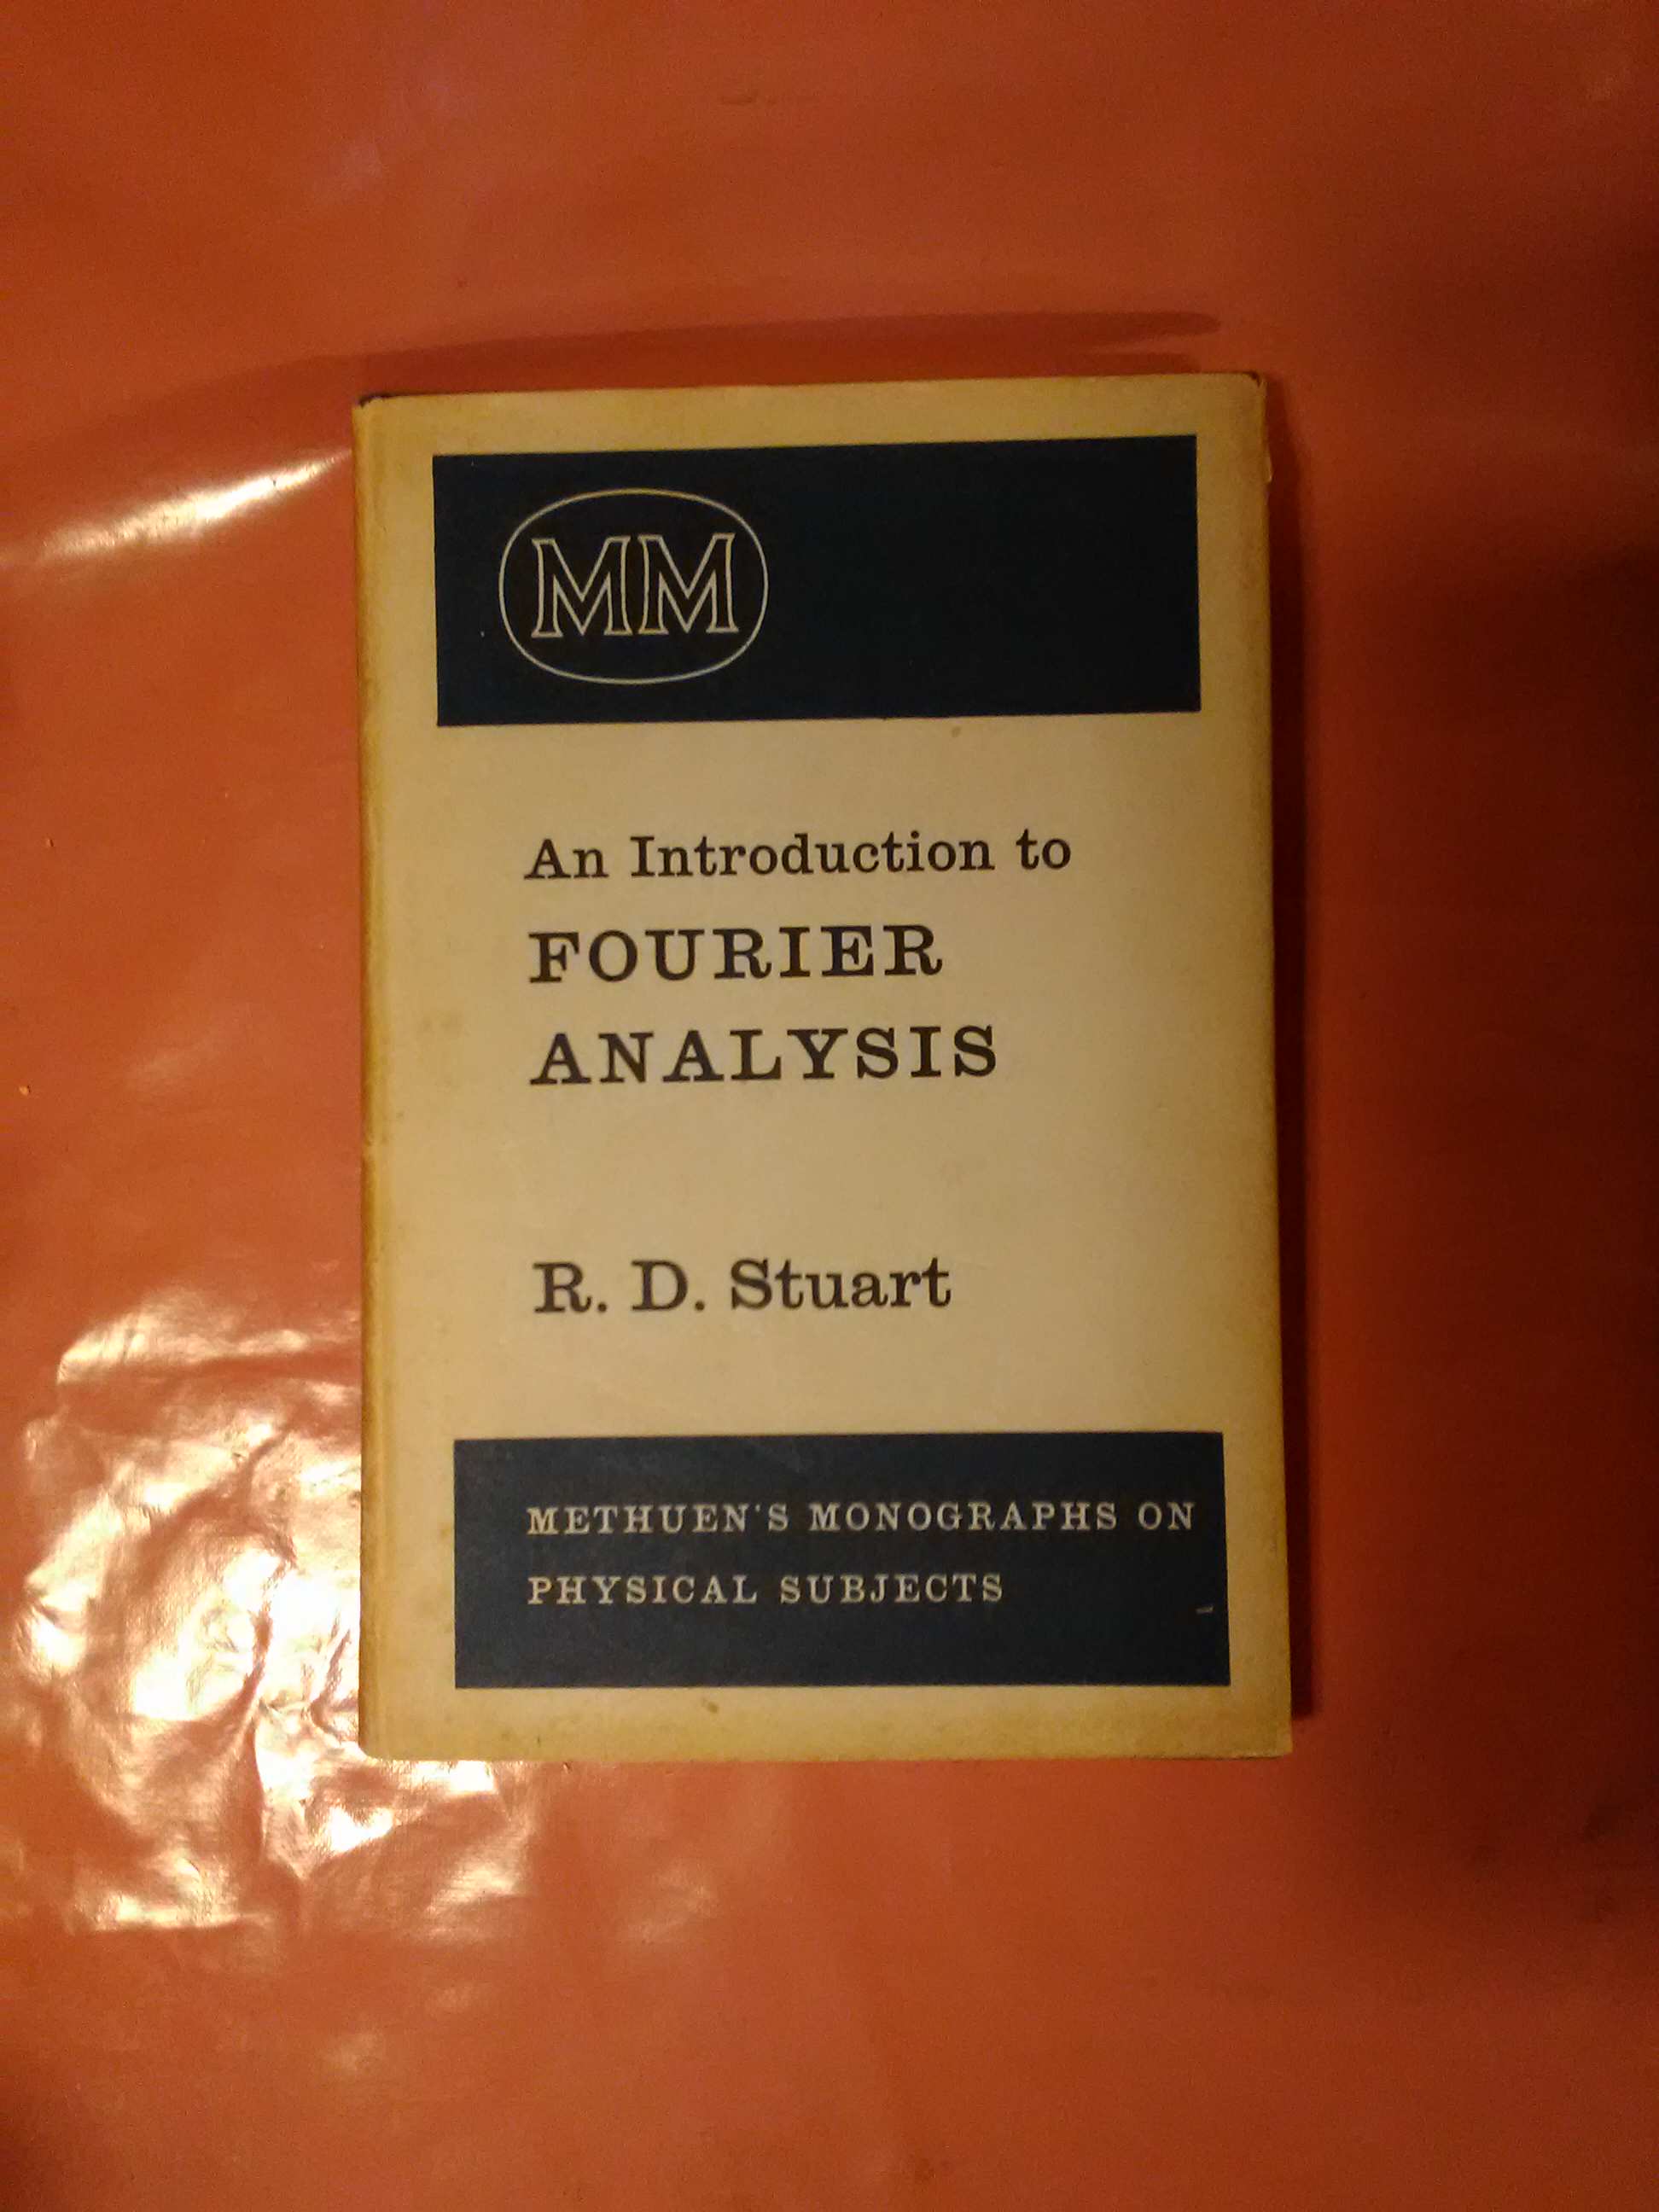 MM
An Introduction to
FOURIER
ANALYSIS
R. D. Stuart
METHUEN'S MONOGRAPHS ON
PHYSICAL SUBJECTS